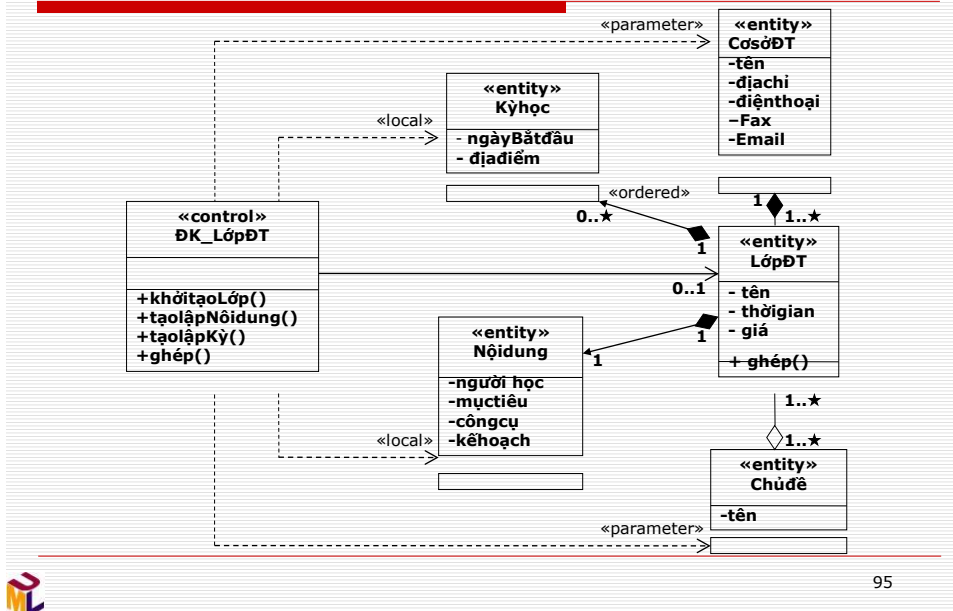 «parameter»
«entity»
CơsởĐT
-tên
-địachỉ
-điệnthoại
–Fax
-Email
«entity»
Kỳhọc
- ngàyBắtđầu
- địađiểm
«local»
«ordered»
0..★
1
1
1..★
«control»
ĐK_LớpĐT
+khởitạoLớp()
+tạolậpNôidung()
+tạolậpKỳ()
+ghép()
0..1
«entity»
LớpĐT
- tên
- thờigian
- giá
+ ghép()
«entity»
Nộidung
-người học
-mụctiêu
-côngcụ
-kếhoạch
1
1
«local»
1..★
1..★
«entity»
Chủđề
-tên
«parameter»
95
UML